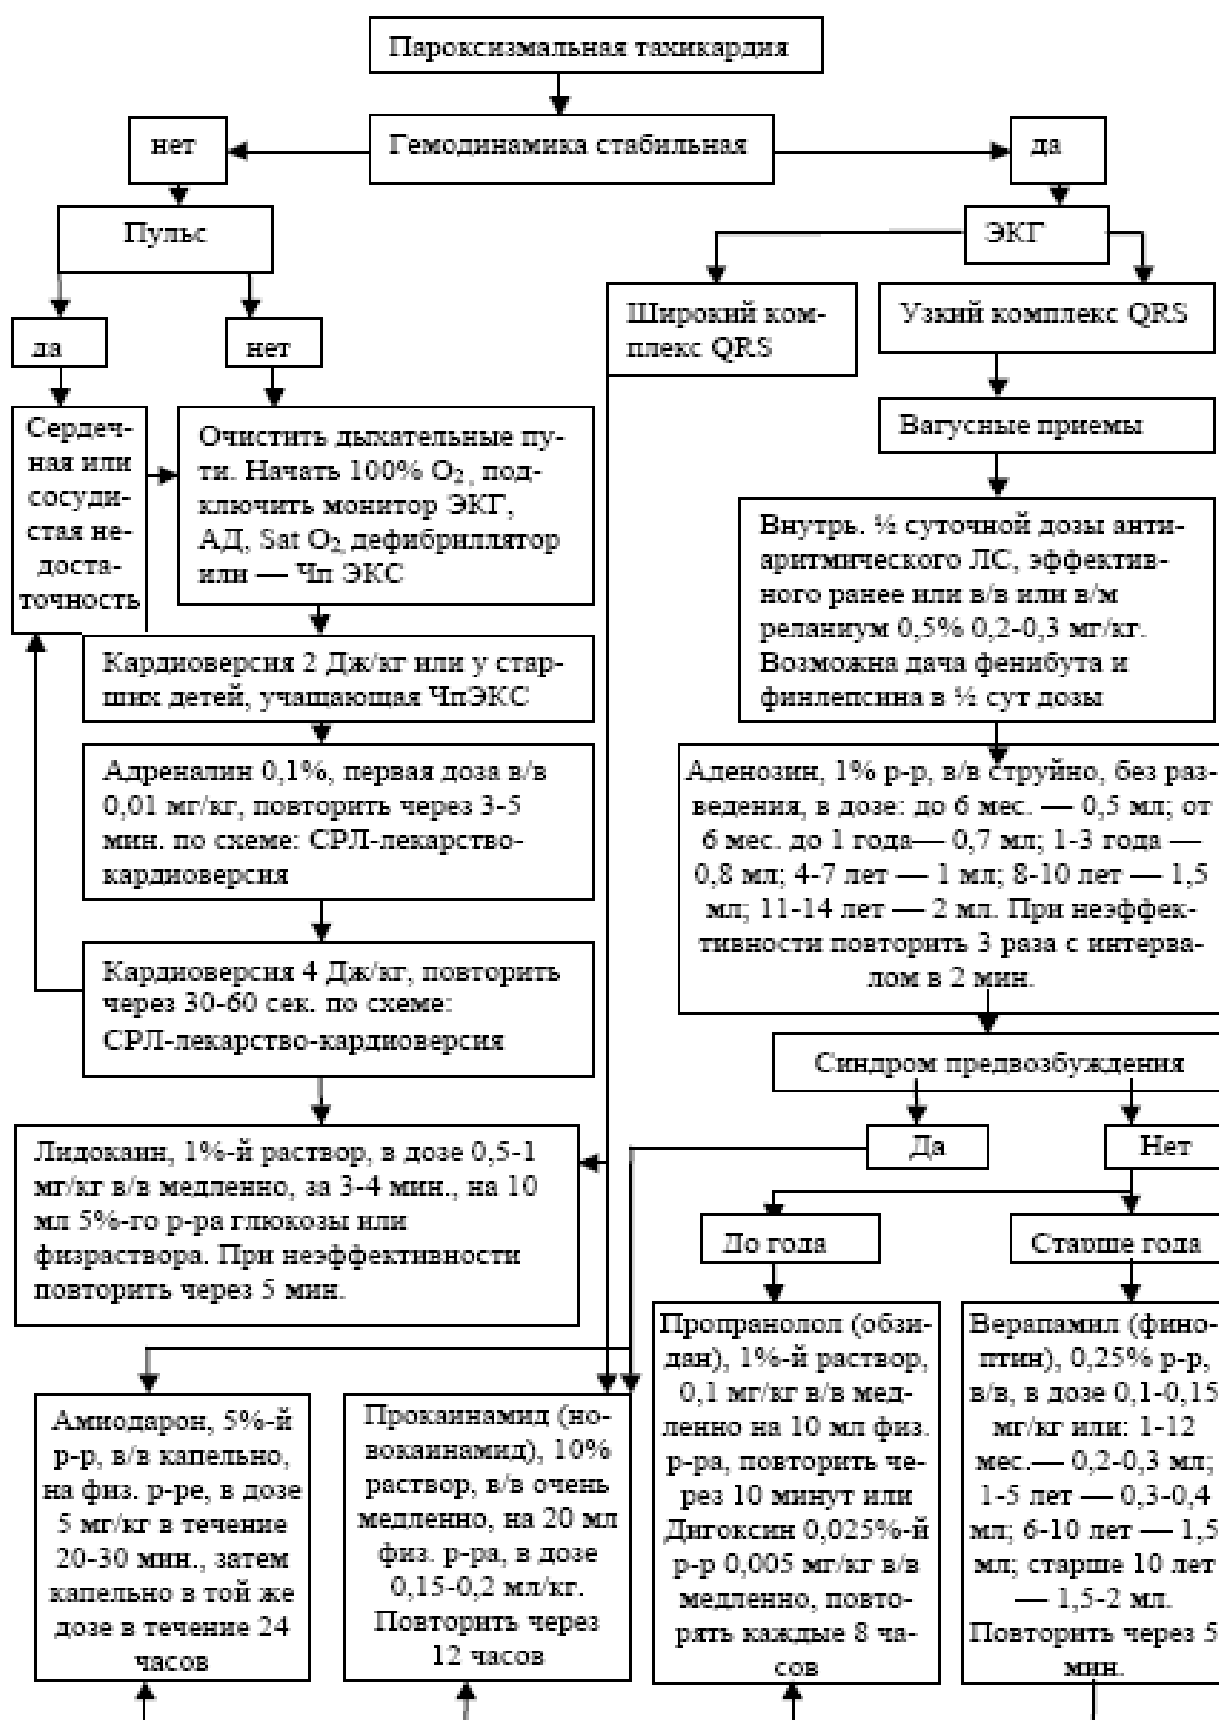 Пароксизмальная тахикардия
нет
Гемодинамика стабильная
да
Пульс
ЭКГ
да
нет
Широкий ком-
плекс QRS
Узкий комплекс QRS
Сердеч-
ная или
сосуди-
стая не-
доста-
точность
Очистить дыхательные пу-
ти. Начать 100% O₂, под-
ключить монитор ЭКГ,
АД, Sat O₂, дефибриллятор
или — Чп ЭКС
Вагусные приемы
Внутрь. ½ суточной дозы анти-
аритмического ЛС, эффектив-
ного ранее или в/в или в/м
реланиум 0,5% 0,2-0,3 мг/кг.
Возможна дача фенибута и
финлепсина в ½ сут дозы
Кардиоверсия 2 Дж/кг или у стар-
ших детей, учащающая ЧпЭКС
Адреналин 0,1%, первая доза в/в
0,01 мг/кг, повторить через 3-5
мин. по схеме: СРЛ-лекарство-
кардиоверсия
Аденозин, 1% р-р, в/в струйно, без раз-
ведения, в дозе: до 6 мес. — 0,5 мл; от
6 мес. до 1 года— 0,7 мл; 1-3 года —
0,8 мл; 4-7 лет — 1 мл; 8-10 лет — 1,5
мл; 11-14 лет — 2 мл. При неэффек-
тивности повторить 3 раза с интерва-
лом в 2 мин.
Кардиоверсия 4 Дж/кг, повторить
через 30-60 сек. по схеме:
СРЛ-лекарство-кардиоверсия
Синдром предвозбуждения
Да
Нет
Лидокаин, 1%-й раствор, в дозе 0,5-1
мг/кг в/в медленно, за 3-4 мин., на 10
мл 5%-го р-ра глюкозы или
физраствора. При неэффективности
повторить через 5 мин.
До года
Старше года
Амиодарон, 5%-й
р-р, в/в капельно,
на физ. р-ре, в дозе
5 мг/кг в течение
20-30 мин., затем
капельно в той же
дозе в течение 24
часов
Прокаинамид (но-
вокаинамид), 10%
раствор, в/в очень
медленно, на 20 мл
физ. р-ра, в дозе
0,15-0,2 мл/кг.
Повторить через
12 часов
Пропранолол (обзи-
дан), 1%-й раствор,
0,1 мг/кг в/в мед-
ленно на 10 мл физ.
р-ра, повторить че-
рез 10 минут или
Дигоксин 0,025%-й
р-р 0,005 мг/кг в/в
медленно, повто-
рять каждые 8 ча-
сов
Верапамил (фино-
птин), 0,25% р-р,
в/в, в дозе 0,1-0,15
мг/кг или: 1-12
мес.— 0,2-0,3 мл;
1-5 лет — 0,3-0,4
мл; 6-10 лет — 1,5
мл; старше 10 лет
— 1,5-2 мл.
Повторить через 5
мин.